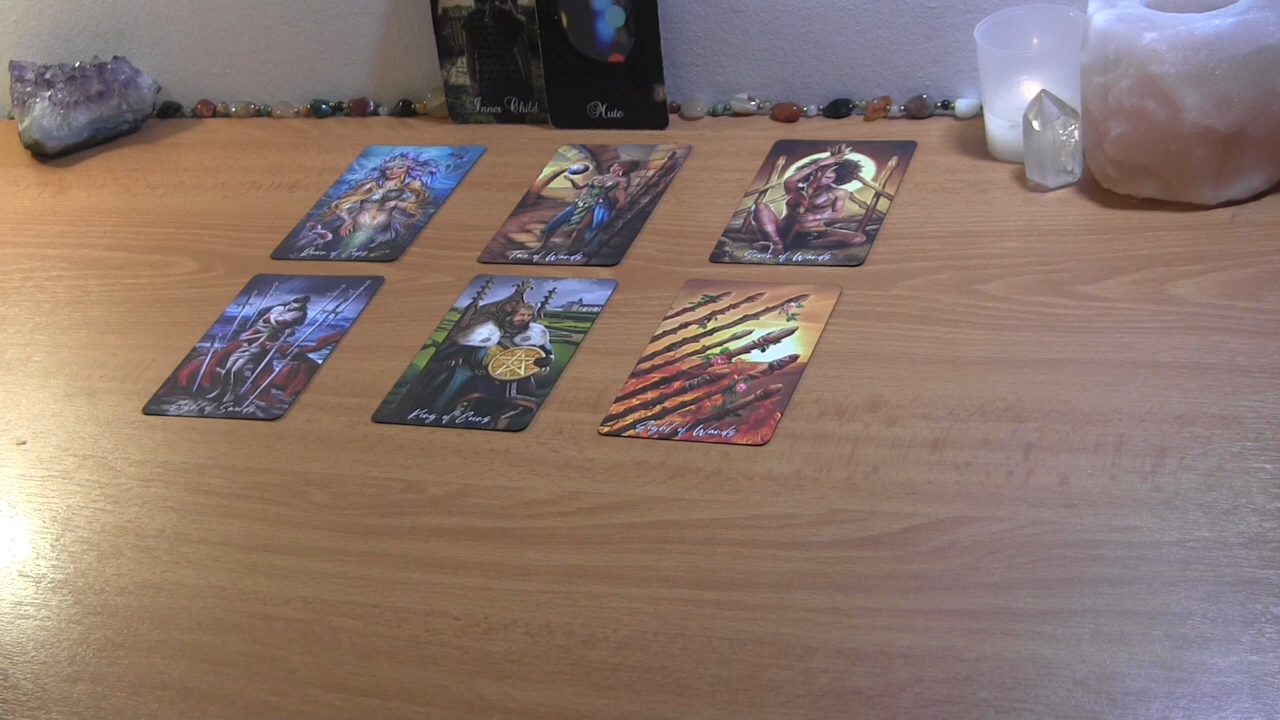 Inner Child
Mute
Queen of Cups
Two of Wands
Seven of Wands
Eight of Swords
King of Coins
Eight of Wands